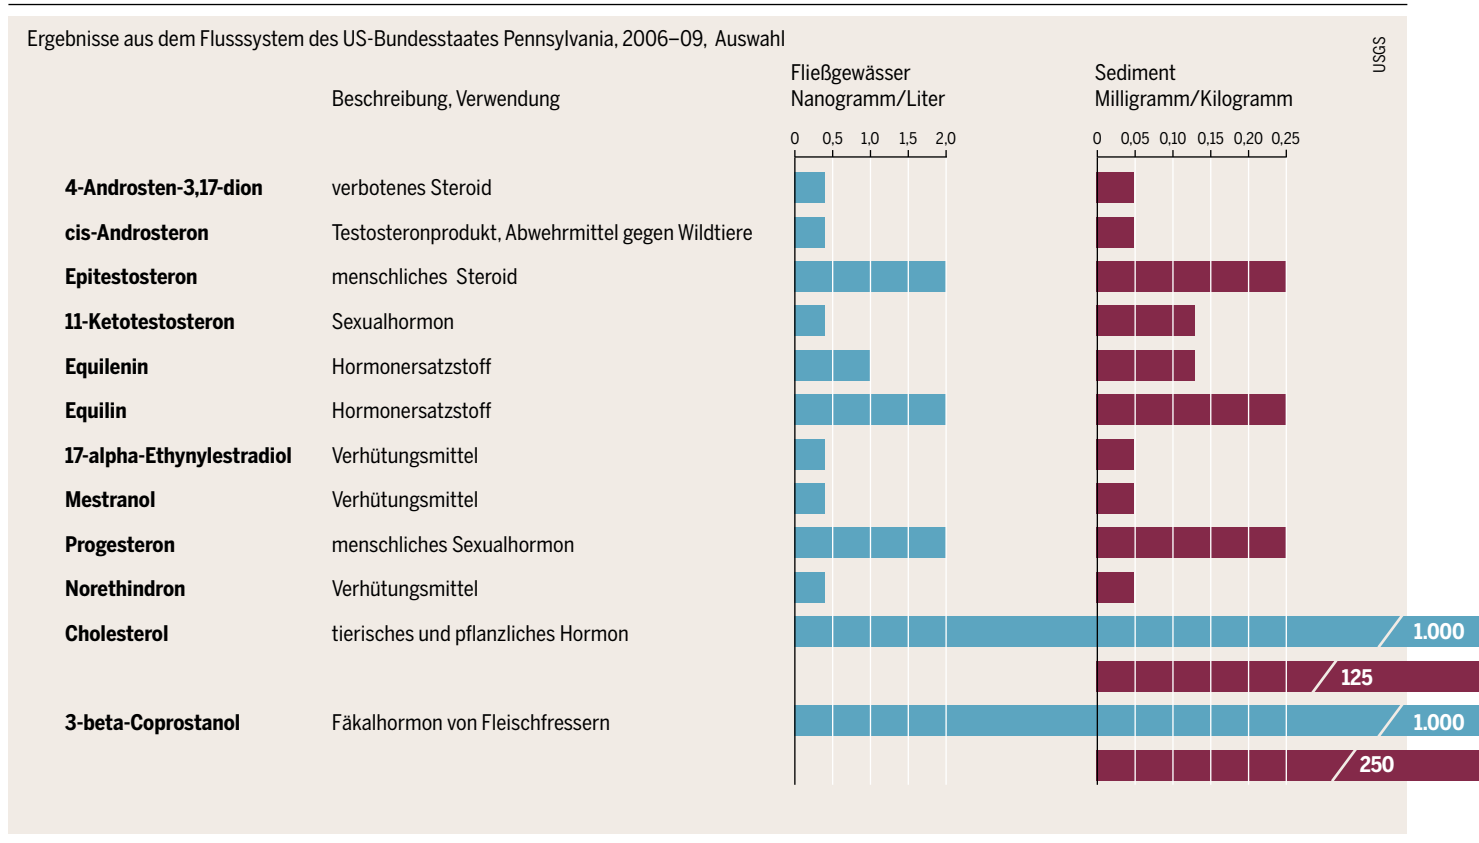 Ergebnisse aus dem Flusssystem des US-Bundesstaates Pennsylvania, 2006–09, Auswahl
USGS
Fließgewässer
Sediment
Beschreibung, Verwendung
Nanogramm/Liter
Milligramm/Kilogramm
0 0,5 1,0 1,5 2,0
0 0,05 0,10 0,15 0,20 0,25
4-Androsten-3,17-dion verbotenes Steroid
cis-Androsteron Testosteronprodukt, Abwehrmittel gegen Wildtiere
Epitestosteron menschliches Steroid
11-Ketotestosteron Sexualhormon
Equilenin Hormonersatzstoff
Equilin Hormonersatzstoff
17-alpha-Ethynylestradiol Verhütungsmittel
Mestranol Verhütungsmittel
Progesteron menschliches Sexualhormon
Norethindron Verhütungsmittel
Cholesterol tierisches und pflanzliches Hormon 1.000
125
3-beta-Coprostanol Fäkalhormon von Fleischfressern 1.000
250